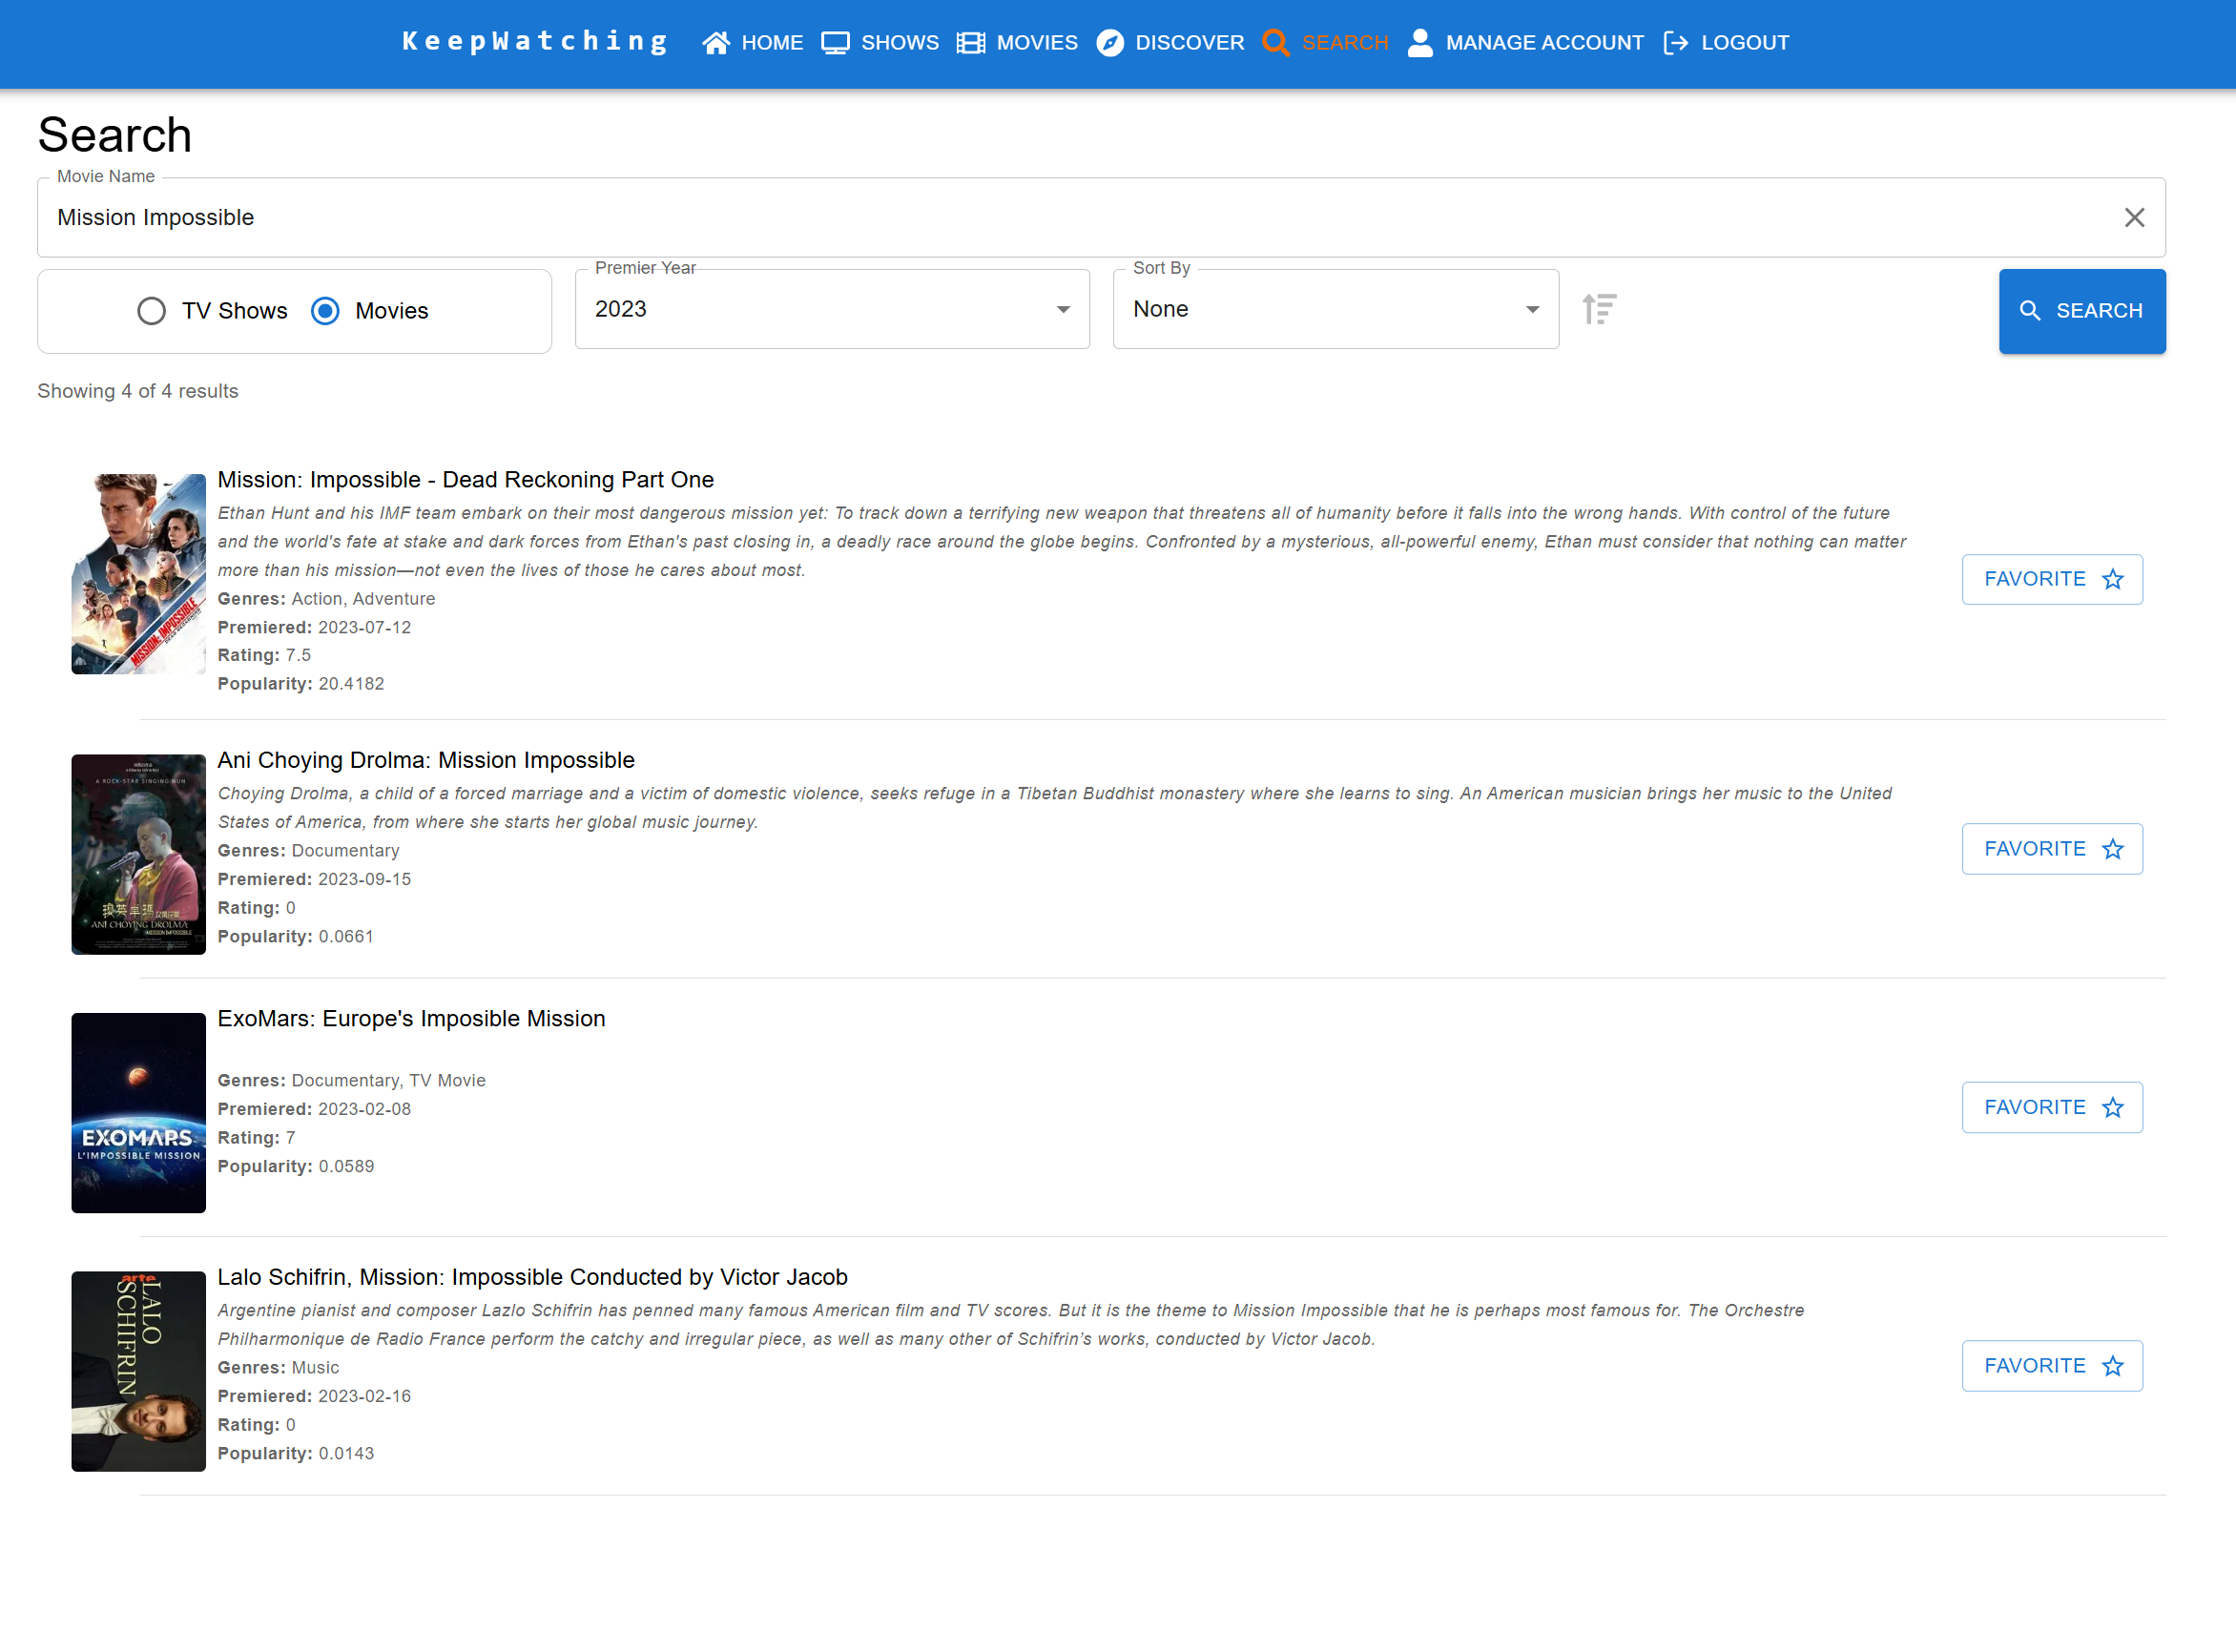 KeepWatching HOME SHOWS MOVIES DISCOVER SEARCH MANAGE ACCOUNT LOGOUT
Search
Movie Name
Mission Impossible
TV Shows Movies
Premier Year
2023
Sort By
None
SEARCH
Showing 4 of 4 results
Mission: Impossible - Dead Reckoning Part One
Ethan Hunt and his IMF team embark on their most dangerous mission yet: To track down a terrifying new weapon that threatens all of humanity before it falls into the wrong hands. With control of the future
and the world's fate at stake and dark forces from Ethan's past closing in, a deadly race around the globe begins. Confronted by a mysterious, all-powerful enemy, Ethan must consider that nothing can matter
more than his mission—not even the lives of those he cares about most.
Genres: Action, Adventure
Premiered: 2023-07-12
Rating: 7.5
Popularity: 20.4182
FAVORITE
MISSION: IMPOSSIBLE
Ani Choying Drolma: Mission Impossible
Choying Drolma, a child of a forced marriage and a victim of domestic violence, seeks refuge in a Tibetan Buddhist monastery where she learns to sing. An American musician brings her music to the United
States of America, from where she starts her global music journey.
Genres: Documentary
Premiered: 2023-09-15
Rating: 0
Popularity: 0.0661
FAVORITE
A ROCK-STAR SINGING NUN
ANI CHOYING DROLMA
MISSION IMPOSSIBLE
ExoMars: Europe's Imposible Mission
Genres: Documentary, TV Movie
Premiered: 2023-02-08
Rating: 7
Popularity: 0.0589
FAVORITE
EXOMARS
L'IMPOSSIBLE MISSION
Lalo Schifrin, Mission: Impossible Conducted by Victor Jacob
Argentine pianist and composer Lazlo Schifrin has penned many famous American film and TV scores. But it is the theme to Mission Impossible that he is perhaps most famous for. The Orchestre
Philharmonique de Radio France perform the catchy and irregular piece, as well as many other of Schifrin’s works, conducted by Victor Jacob.
Genres: Music
Premiered: 2023-02-16
Rating: 0
Popularity: 0.0143
FAVORITE
arte
LALO
SCHIFRIN